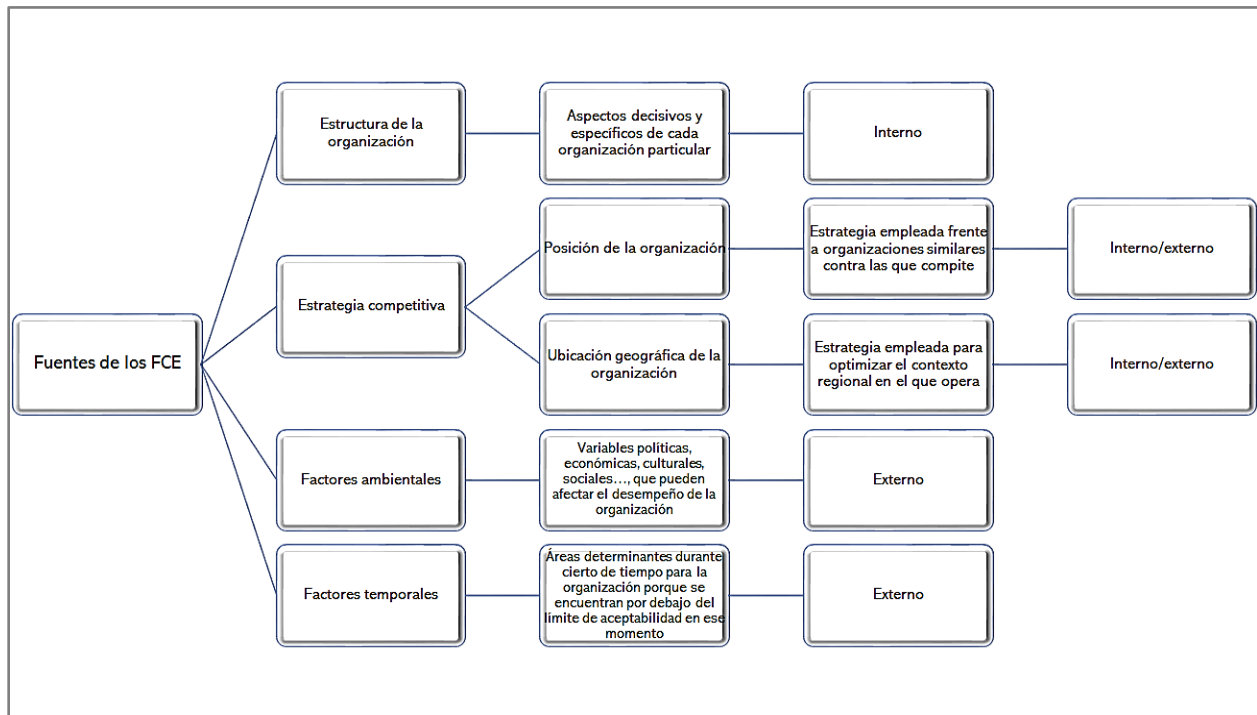 Fuentes de los FCE
Estructura de la
organización
Aspectos decisivos y
específicos de cada
organización particular
Interno
Estrategia competitiva
Posición de la organización
Estrategia empleada frente
a organizaciones similares
contra las que compite
Interno/externo
Ubicación geográfica de la
organización
Estrategia empleada para
optimizar el contexto
regional en el que opera
Interno/externo
Factores ambientales
Variables políticas,
económicas, culturales,
sociales..., que pueden
afectar el desempeño de la
organización
Externo
Factores temporales
Áreas determinantes durante
cierto de tiempo para la
organización porque se
encuentran por debajo del
límite de aceptabilidad en ese
momento
Externo